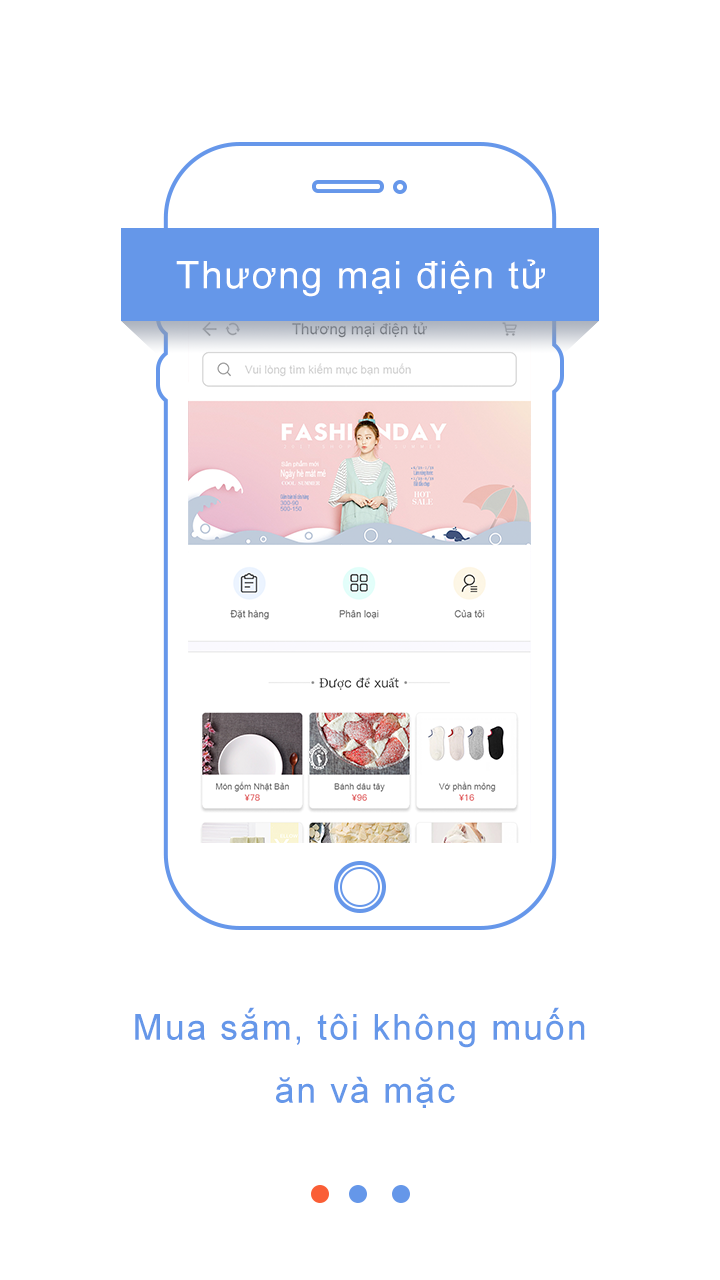 Thương mại điện tử
Thương mại điện tử
Vui lòng tìm kiếm mục bạn muốn
FASHI NDAY
Sản phẩm mới
Ngày hè mát mẻ
COOL SUMMER
300-90
500-150
HOT
SALE
Đặt hàng
Phân loại
Của tôi
• Được đề xuất •
Món gốm Nhật Bản
Bánh dâu tây
Vớ phần mông
¥78
¥96
¥16
Mua sắm, tôi không muốn
ăn và mặc